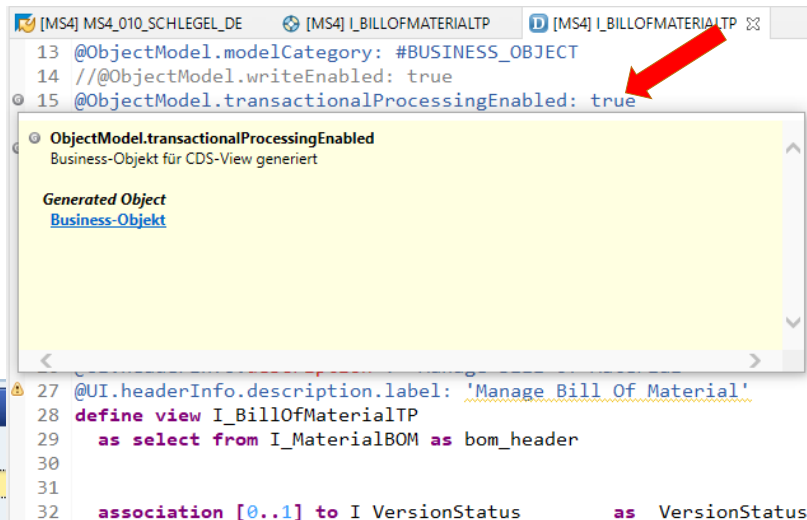 [MS4] MS4_010_SCHLEGEL_DE [MS4] I_BILLOFMATERIALTP [MS4] I_BILLOFMATERIALTP
13 @ObjectModel.modelCategory: #BUSINESS_OBJECT
14 //@ObjectModel.writeEnabled: true
15 @ObjectModel.transactionalProcessingEnabled: true
ObjectModel.transactionalProcessingEnabled
Business-Objekt für CDS-View generiert
Generated Object
Business-Objekt
27 @UI.headerInfo.description.label: 'Manage Bill Of Material'
28 define view I_BillOfMaterialTP
29 as select from I_MaterialBOM as bom_header
30
31
32 association [0..1] to I_VersionStatus as _VersionStatus